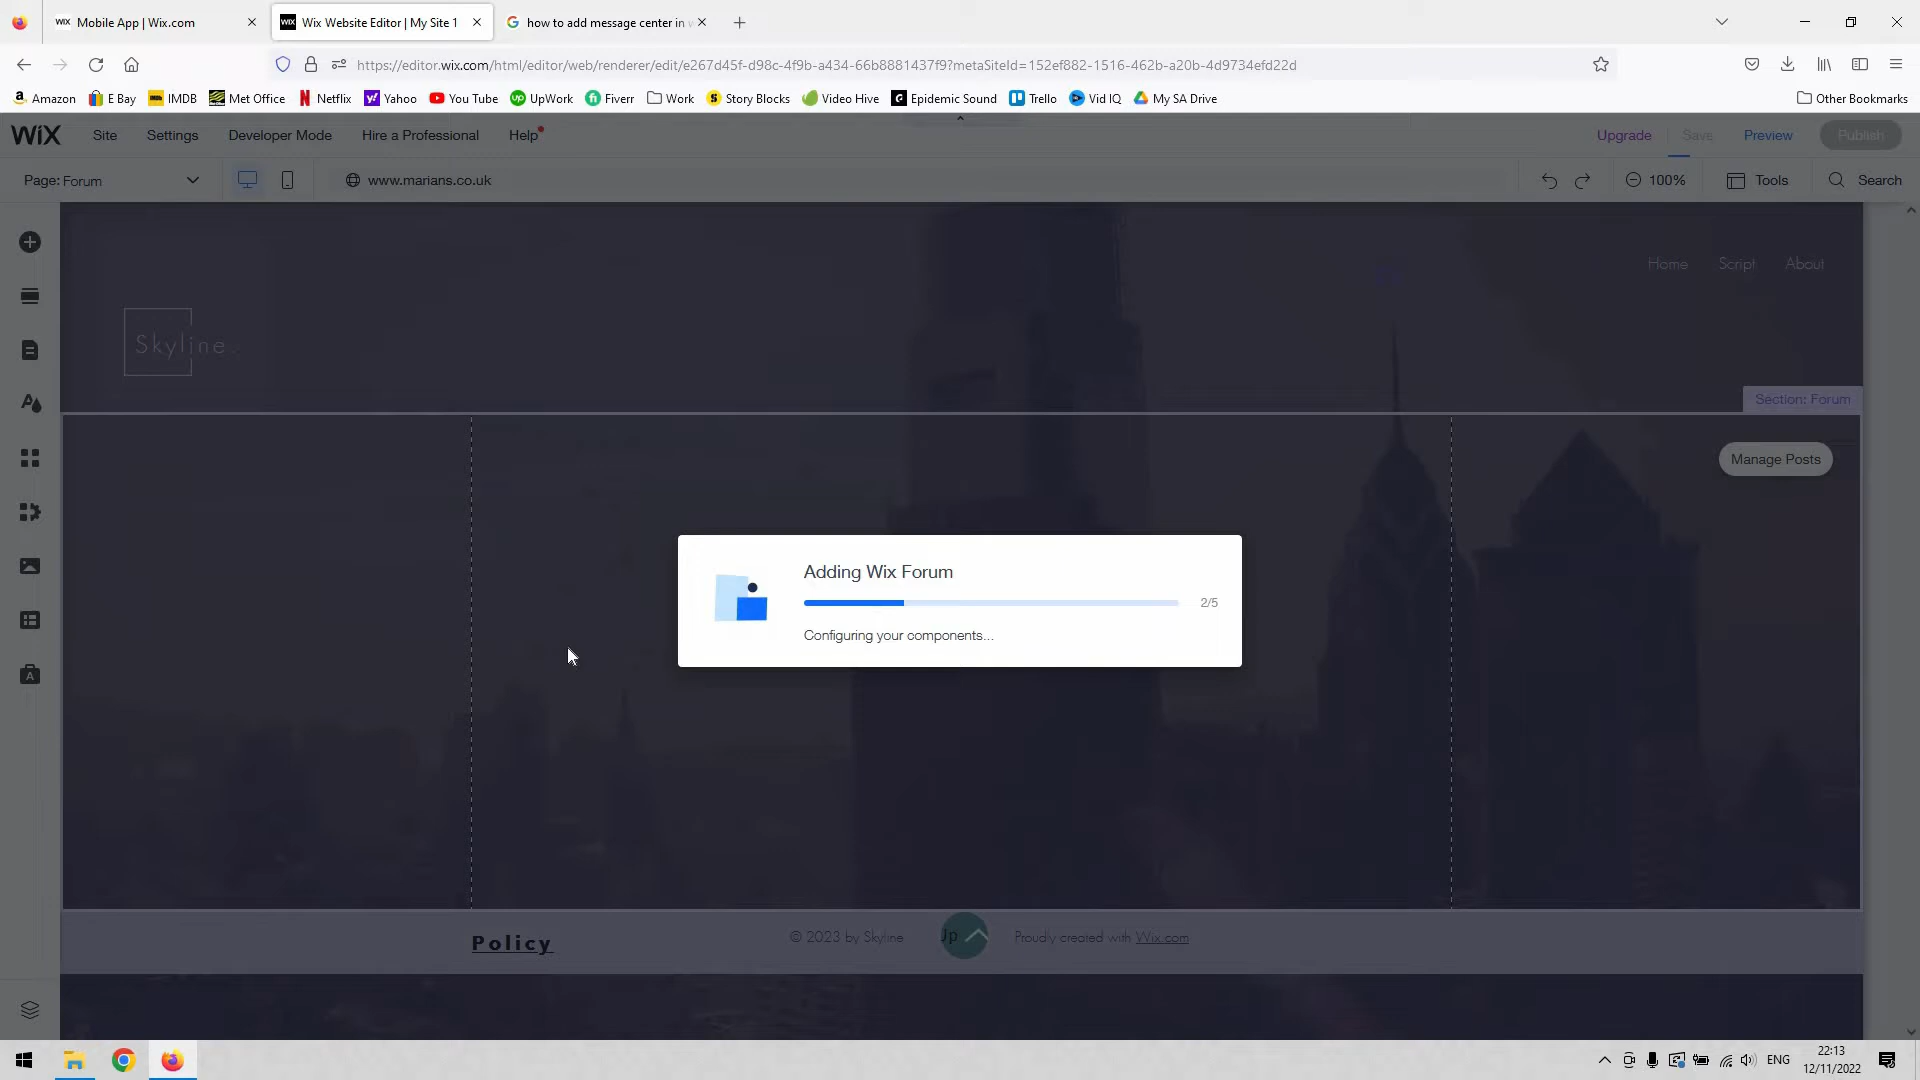 Mobile App | Wix.com
Wix Website Editor | My Site 1
how to add message center in w
https://editor.wix.com/html/editor/web/renderer/edit/e267d45f-d98c-4f9b-a434-66b8881437f9?metaSiteId=152ef882-1516-462b-a20b-4d9734efd22d
Amazon
E Bay
IMDB
Met Office
Netflix
Yahoo
You Tube
UpWork
Fiverr
Work
Story Blocks
Video Hive
Epidemic Sound
Trello
Vid IQ
My SA Drive
Other Bookmarks
WiX
Site
Settings
Developer Mode
Hire a Professional
Help
Upgrade
Save
Preview
Publish
Page: Forum
www.marians.co.uk
100%
Tools
Search
Home
Script
About
Skyline.
Section: Forum
Manage Posts
Adding Wix Forum
2/5
Configuring your components...
Policy
© 2023 by Skyline
Up
Proudly created with Wix.com
ENG
22:13
12/11/2022